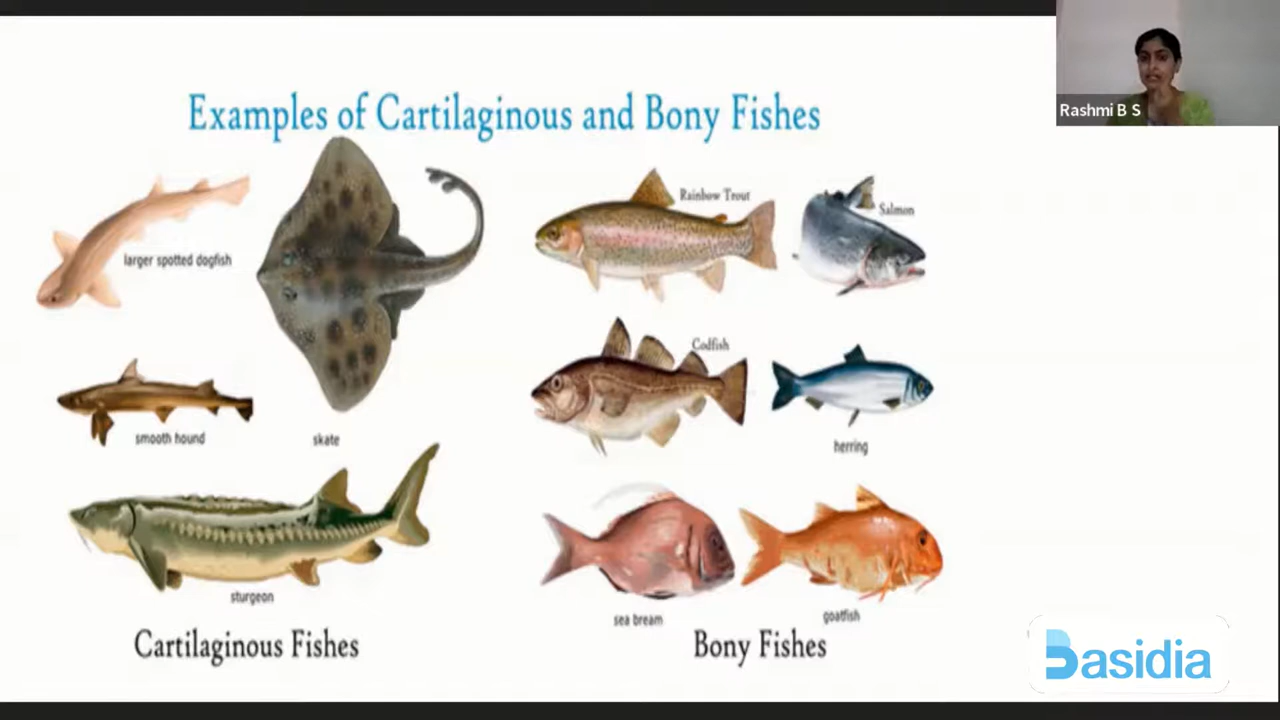 Rashmi B S
Examples of Cartilaginous and Bony Fishes
larger spotted dogfish
Rainbow Trout
Salmon
Codfish
smooth hound
skate
herring
sturgeon
sea bream
goatfish
Cartilaginous Fishes
Bony Fishes
Basidia